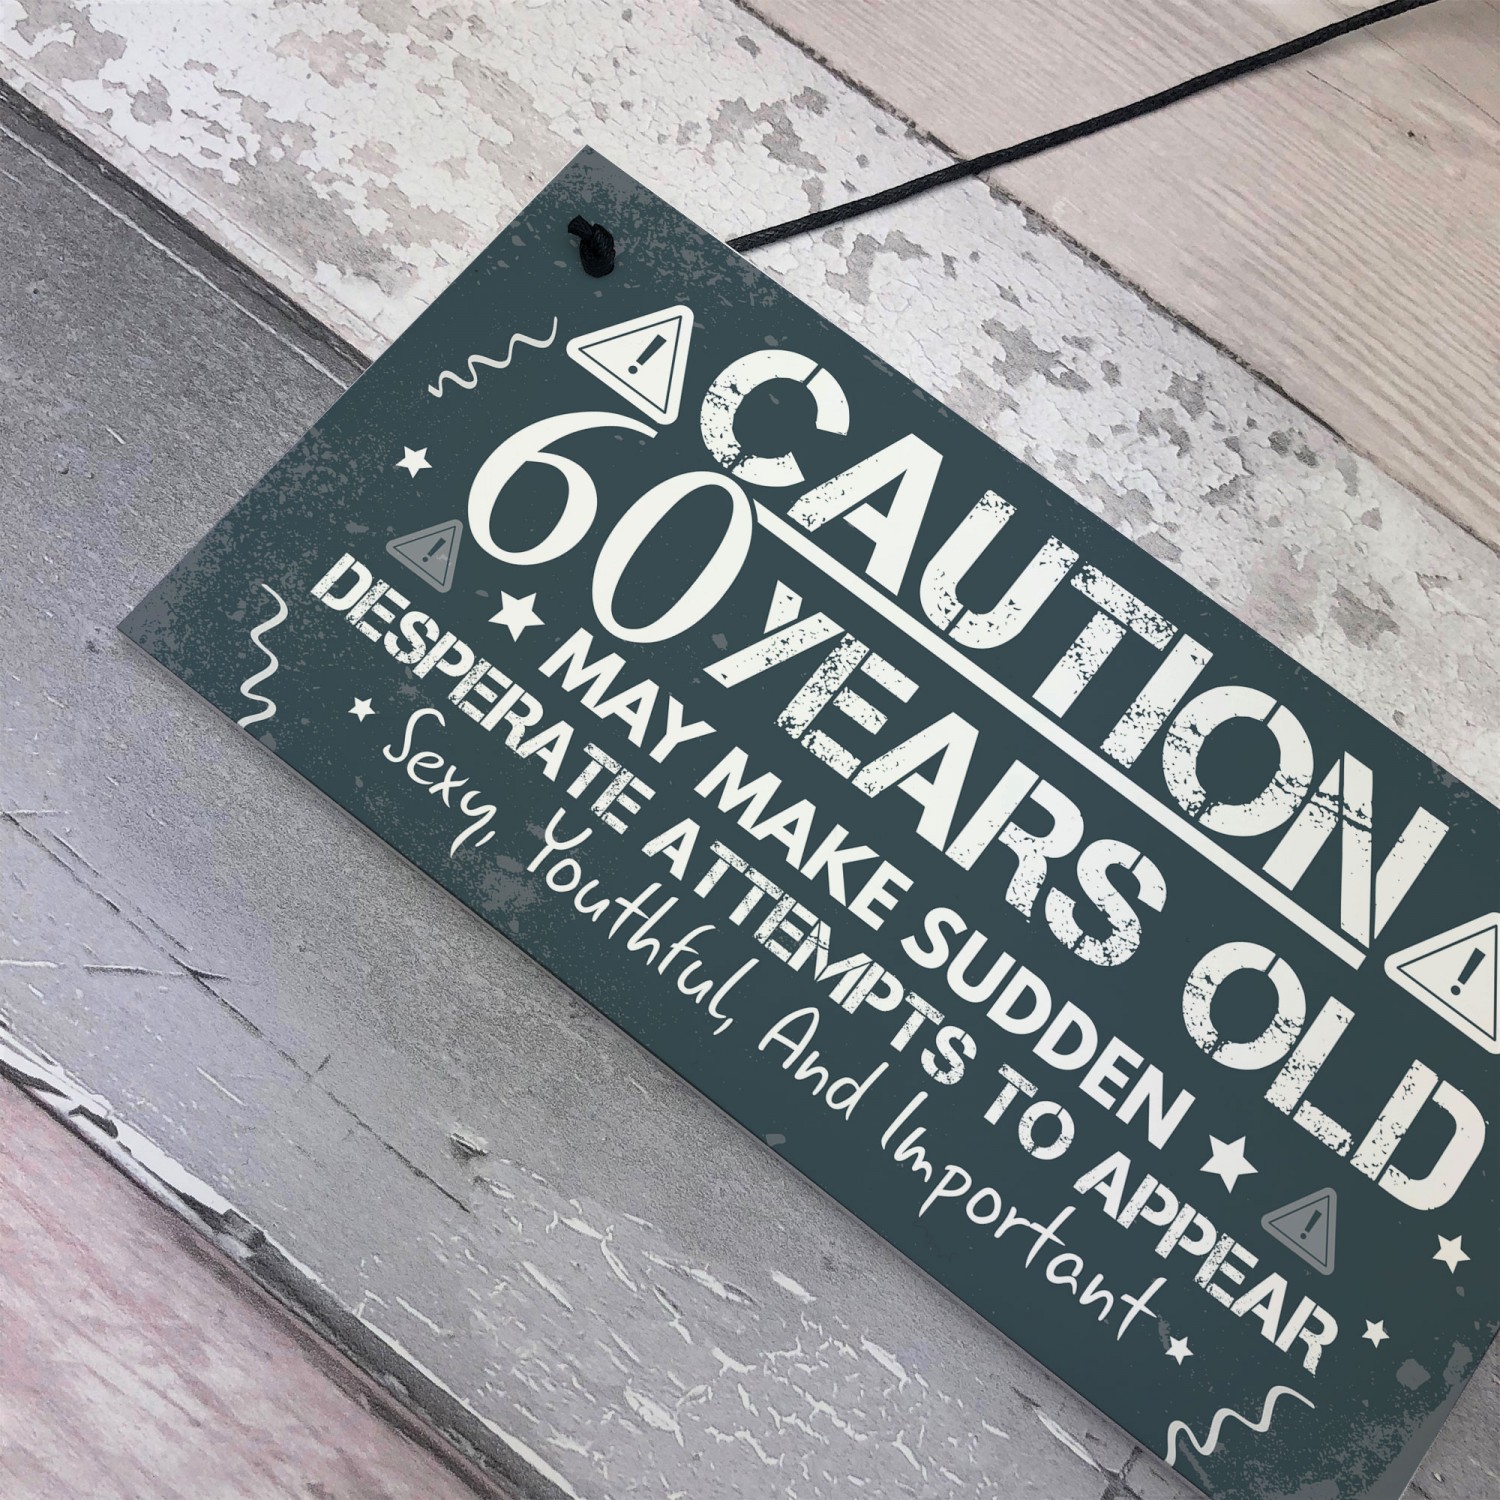 CAUTION
60 YEARS OLD
MAY MAKE SUDDEN
DESPERATE ATTEMPTS TO APPEAR
Sexy, Youthful, And Important